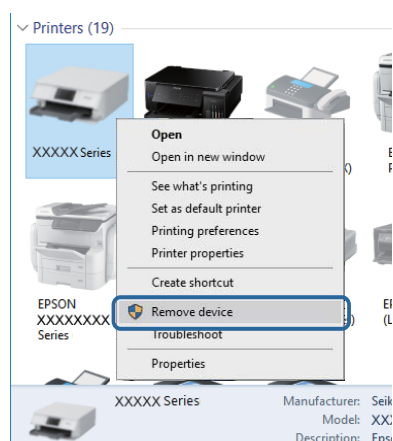 Printers (19)
XXXXX Series
Open
Open in new window
See what's printing
Set as default printer
Printing preferences
Printer properties
Create shortcut
Remove device
Troubleshoot
Properties
EPSON
XXXXXXXX
Series
XXXXX Series
Manufacturer:
Model:
Description: